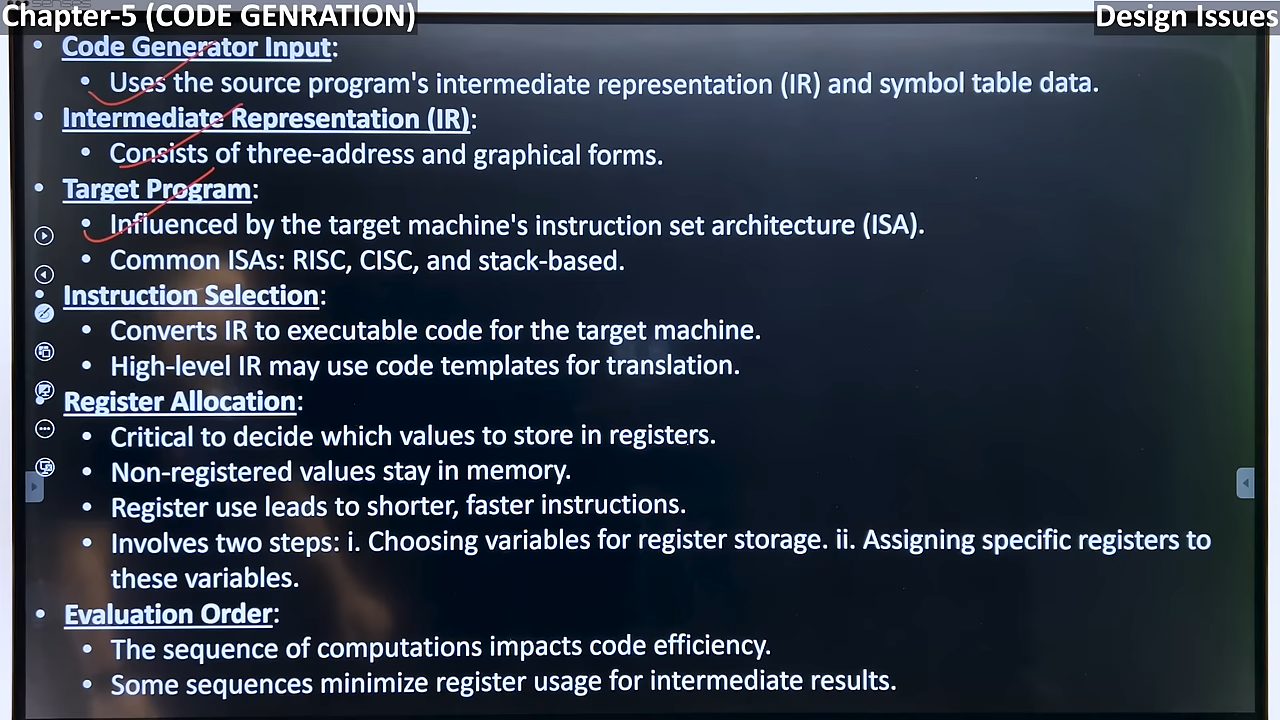 Chapter-5 (CODE GENRATION)
Design Issues
• Code Generator Input:
• Uses the source program's intermediate representation (IR) and symbol table data.
• Intermediate Representation (IR):
• Consists of three-address and graphical forms.
• Target Program:
• Influenced by the target machine's instruction set architecture (ISA).
• Common ISAs: RISC, CISC, and stack-based.
• Instruction Selection:
• Converts IR to executable code for the target machine.
• High-level IR may use code templates for translation.
• Register Allocation:
• Critical to decide which values to store in registers.
• Non-registered values stay in memory.
• Register use leads to shorter, faster instructions.
• Involves two steps: i. Choosing variables for register storage. ii. Assigning specific registers to
these variables.
• Evaluation Order:
• The sequence of computations impacts code efficiency.
• Some sequences minimize register usage for intermediate results.